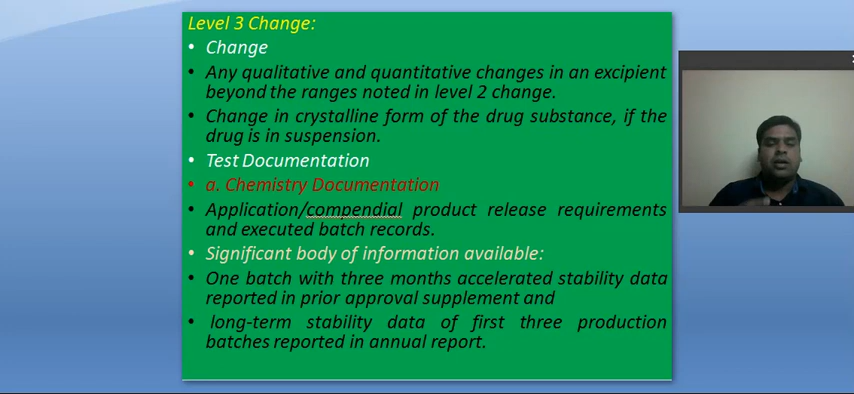 Level 3 Change:
• Change
• Any qualitative and quantitative changes in an excipient
beyond the ranges noted in level 2 change.
• Change in crystalline form of the drug substance, if the
drug is in suspension.
• Test Documentation
• a. Chemistry Documentation
• Application/compendial product release requirements
and executed batch records.
• Significant body of information available:
• One batch with three months accelerated stability data
reported in prior approval supplement and
• long-term stability data of first three production
batches reported in annual report.